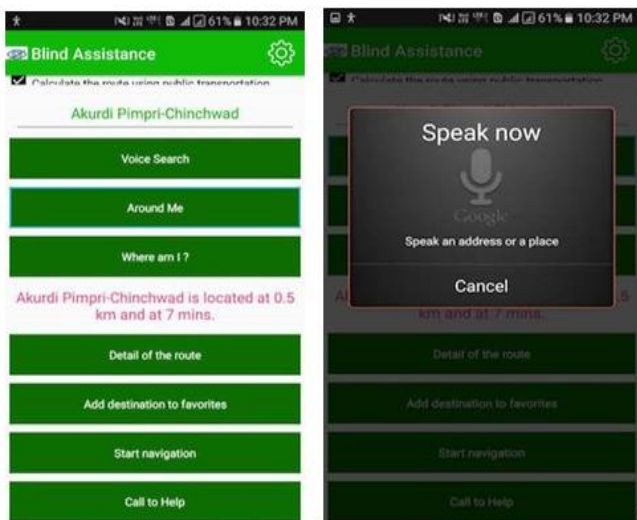 61% 10:32 PM
Blind Assistance
Calculate the route using public transportation
Akurdi Pimpri-Chinchwad
Voice Search
Around Me
Where am I ?
Akurdi Pimpri-Chinchwad is located at 0.5
km and at 7 mins.
Detail of the route
Add destination to favorites
Start navigation
Call to Help
61% 10:32 PM
Blind Assistance
Calculate the route using public transportation
Speak now
Google
Speak an address or a place
Cancel
km and at 7 mins.
Detail of the route
Add destination to favorites
Start navigation
Call to Help